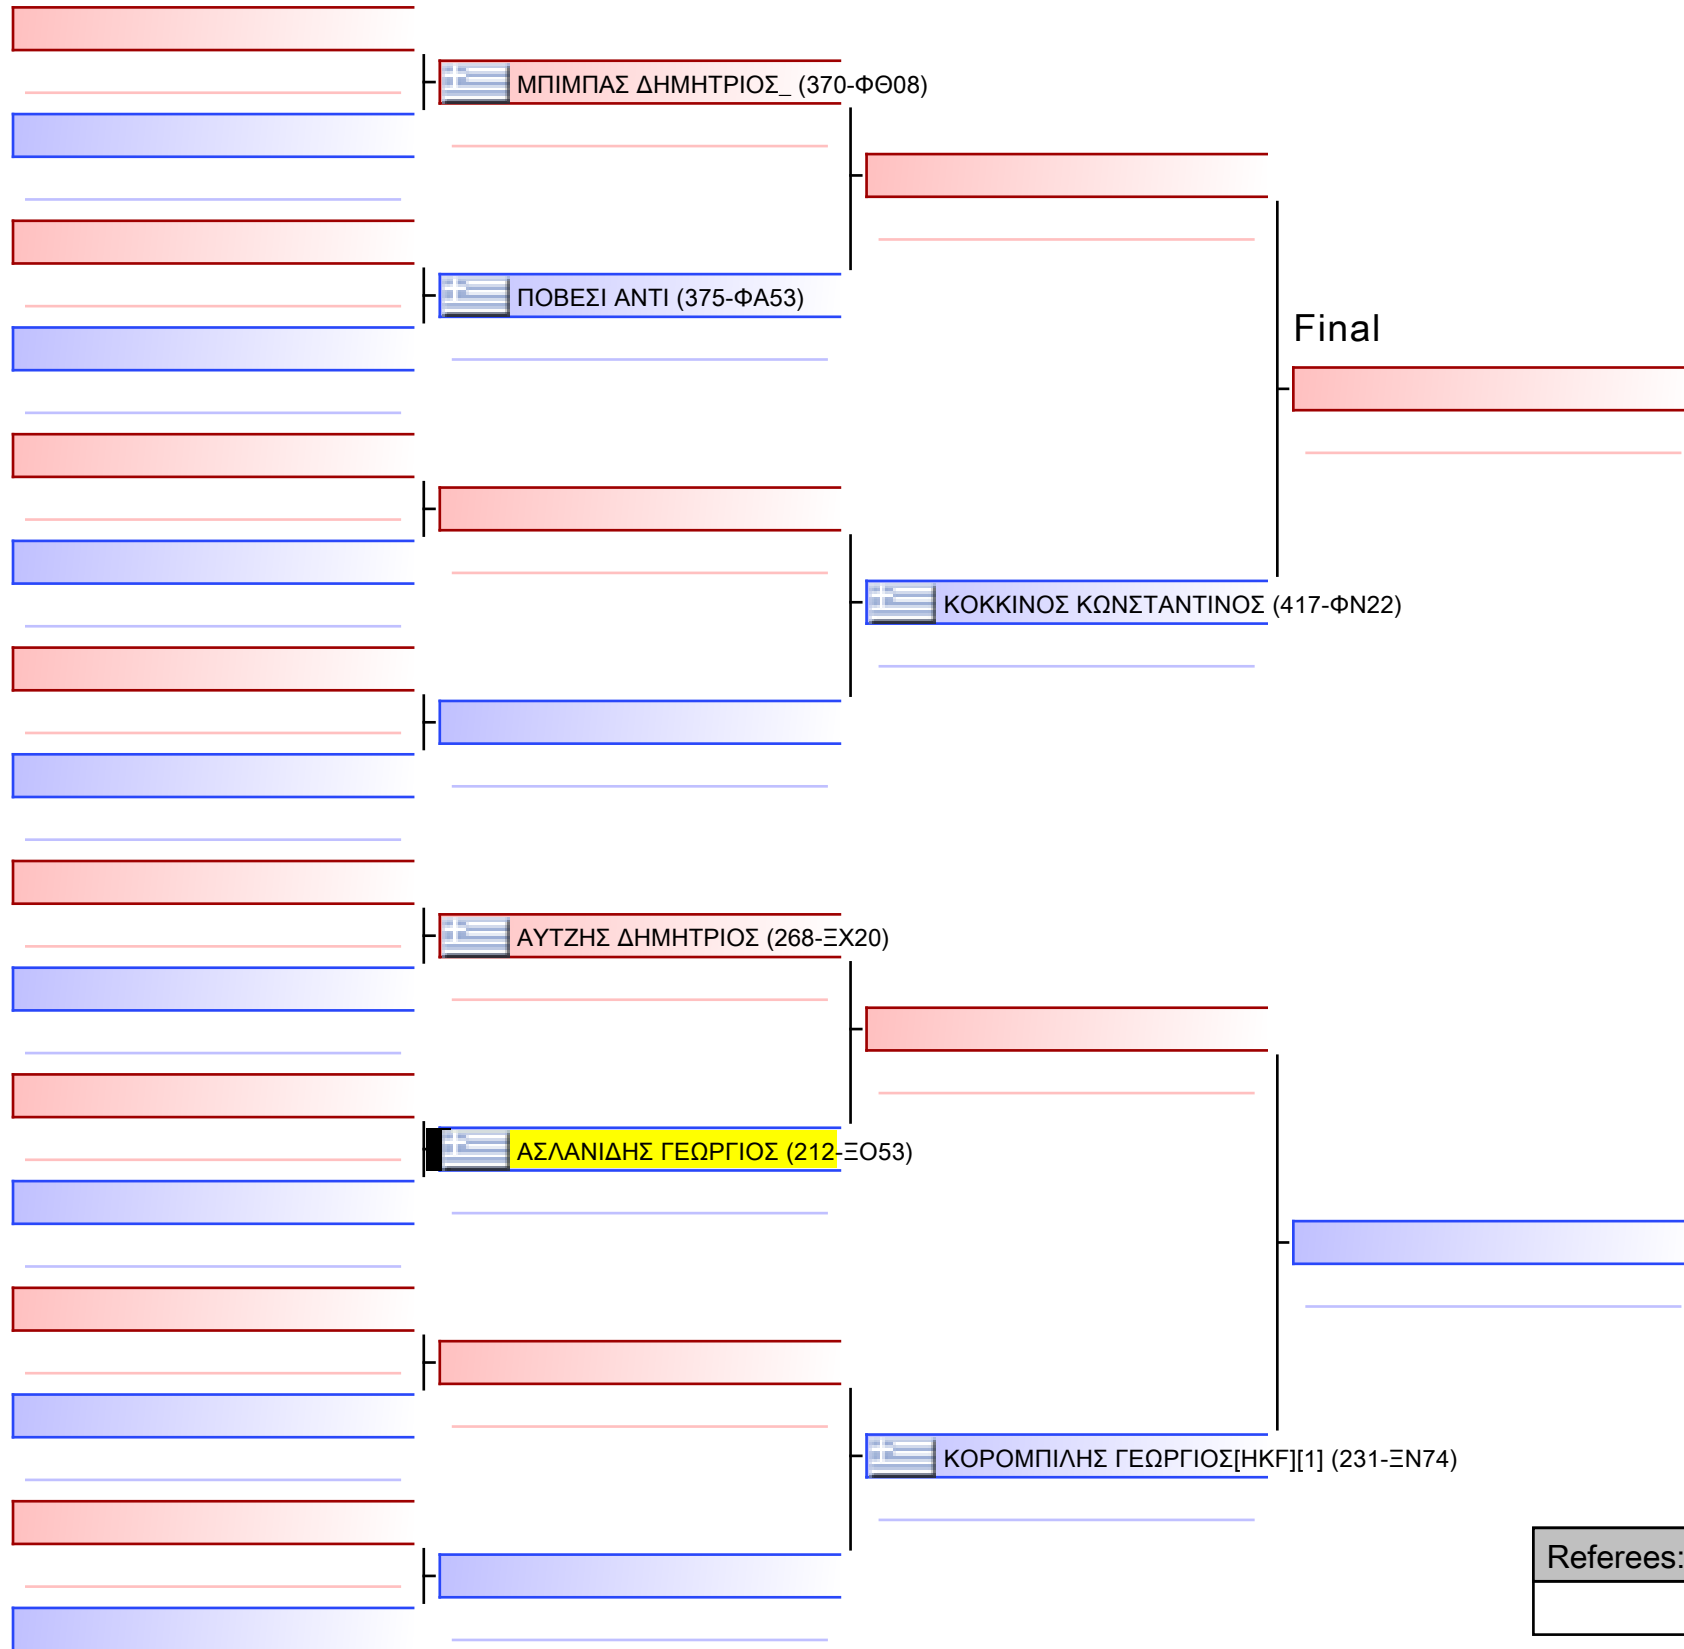 ΜΠΙΜΠΑΣ ΔΗΜΗΤΡΙΟΣ_ (370-ΦΘ08)
ΠΟΒΕΣΙ ΑΝΤΙ (375-ΦΑ53)
Final
ΚΟΚΚΙΝΟΣ ΚΩΝΣΤΑΝΤΙΝΟΣ (417-ΦΝ22)
ΑΥΤΖΗΣ ΔΗΜΗΤΡΙΟΣ (268-ΞΧ20)
ΑΣΛΑΝΙΔΗΣ ΓΕΩΡΓΙΟΣ (212-ΞΟ53)
ΚΟΡΟΜΠΙΛΗΣ ΓΕΩΡΓΙΟΣ[HKF][1] (231-ΞΝ74)
Referees: